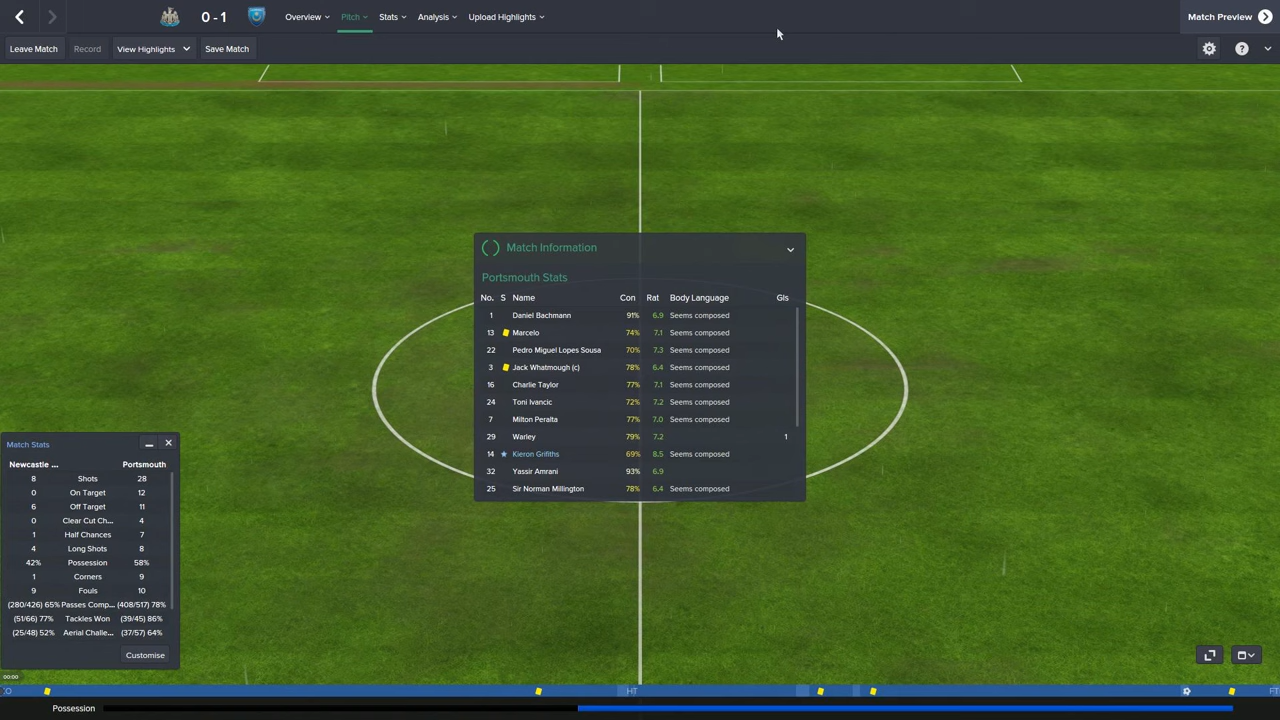 0 - 1 Overview Pitch Stats Analysis Upload Highlights Match Preview
Leave Match Record View Highlights Save Match ?
Match Information
Portsmouth Stats
No. S Name Con Rat Body Language Gls
1 Daniel Bachmann 91% 6.9 Seems composed
13 Marcelo 74% 7.1 Seems composed
22 Pedro Miguel Lopes Sousa 70% 7.3 Seems composed
3 Jack Whatmough (c) 78% 6.4 Seems composed
16 Charlie Taylor 77% 7.1 Seems composed
24 Toni Ivancic 72% 7.2 Seems composed
7 Milton Peralta 77% 7.0 Seems composed
29 Warley 79% 7.2 1
14 Kieron Grifiths 69% 8.5 Seems composed
32 Yassir Amrani 93% 6.9
25 Sir Norman Millington 78% 6.4 Seems composed
Match Stats
Newcastle ... Portsmouth
8 Shots 28
0 On Target 12
6 Off Target 11
0 Clear Cut Ch... 4
1 Half Chances 7
4 Long Shots 8
42% Possession 58%
1 Corners 9
9 Fouls 10
(280/426) 65% Passes Comp... (408/517) 78%
(51/66) 77% Tackles Won (39/45) 86%
(25/48) 52% Aerial Challe... (37/57) 64%
Customise
00:00
HT FT
Possession